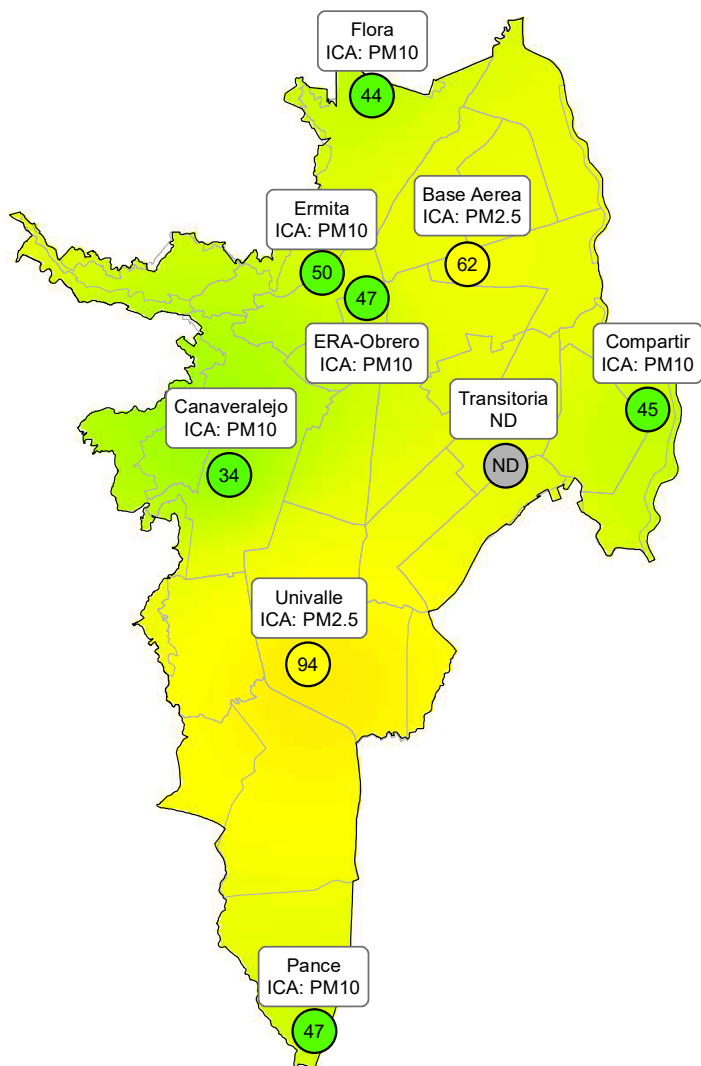 Flora
ICA: PM10
44
Base Aerea
ICA: PM2.5
62
Ermita
ICA: PM10
50
47
ERA-Obrero
ICA: PM10
Compartir
ICA: PM10
45
Transitoria
ND
ND
Canaveralejo
ICA: PM10
34
Univalle
ICA: PM2.5
94
Pance
ICA: PM10
47